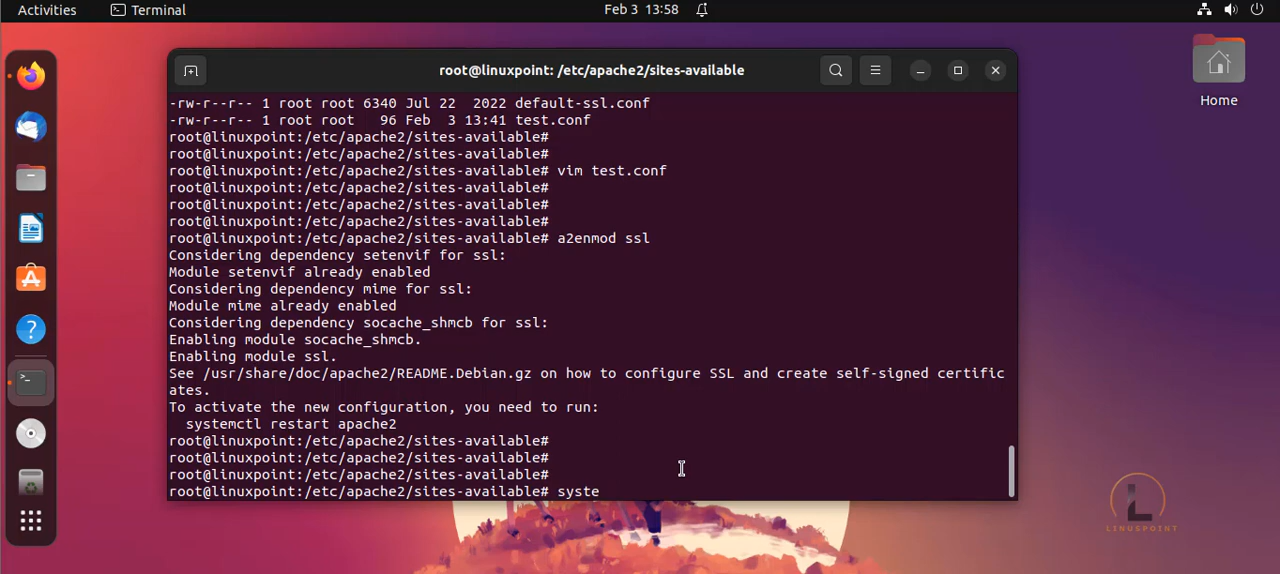 Activities Terminal Feb 3 13:58
root@linuxpoint: /etc/apache2/sites-available
-rw-r--r-- 1 root root 6340 Jul 22  2022 default-ssl.conf
-rw-r--r-- 1 root root   96 Feb  3 13:41 test.conf
root@linuxpoint:/etc/apache2/sites-available#
root@linuxpoint:/etc/apache2/sites-available#
root@linuxpoint:/etc/apache2/sites-available# vim test.conf
root@linuxpoint:/etc/apache2/sites-available#
root@linuxpoint:/etc/apache2/sites-available#
root@linuxpoint:/etc/apache2/sites-available#
root@linuxpoint:/etc/apache2/sites-available# a2enmod ssl
Considering dependency setenvif for ssl:
Module setenvif already enabled
Considering dependency mime for ssl:
Module mime already enabled
Considering dependency socache_shmcb for ssl:
Enabling module socache_shmcb.
Enabling module ssl.
See /usr/share/doc/apache2/README.Debian.gz on how to configure SSL and create self-signed certific
ates.
To activate the new configuration, you need to run:
  systemctl restart apache2
root@linuxpoint:/etc/apache2/sites-available#
root@linuxpoint:/etc/apache2/sites-available#
root@linuxpoint:/etc/apache2/sites-available#
root@linuxpoint:/etc/apache2/sites-available# syste
Home
L
LINUSPOINT